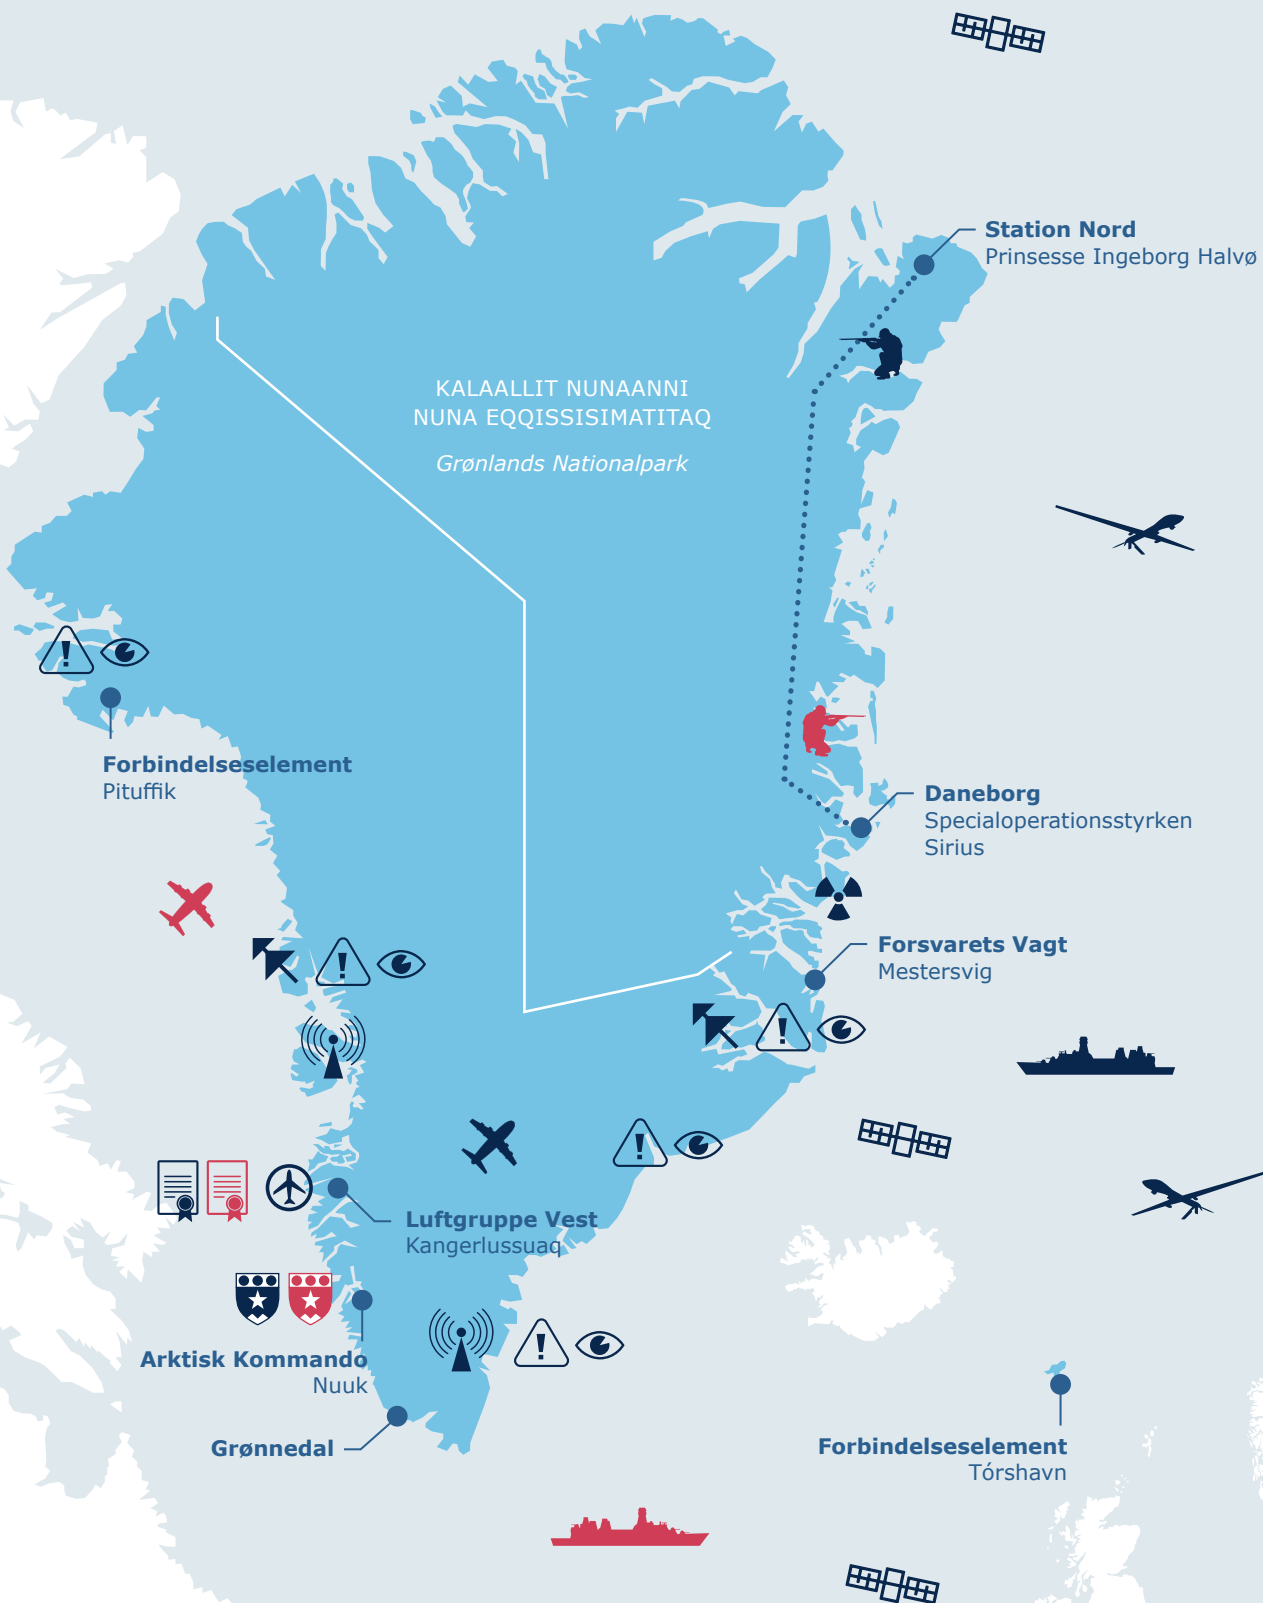 Station Nord
Prinsesse Ingeborg Halvø
KALAALLIT NUNAANNI
NUNA EQQISSISIMATITAQ
Grønlands Nationalpark
Forbindelseselement
Pituffik
Daneborg
Specialoperationsstyrken
Sirius
Forsvarets Vagt
Mestersvig
Luftgruppe Vest
Kangerlussuaq
Arktisk Kommando
Nuuk
Grønnedal
Forbindelseselement
Tórshavn